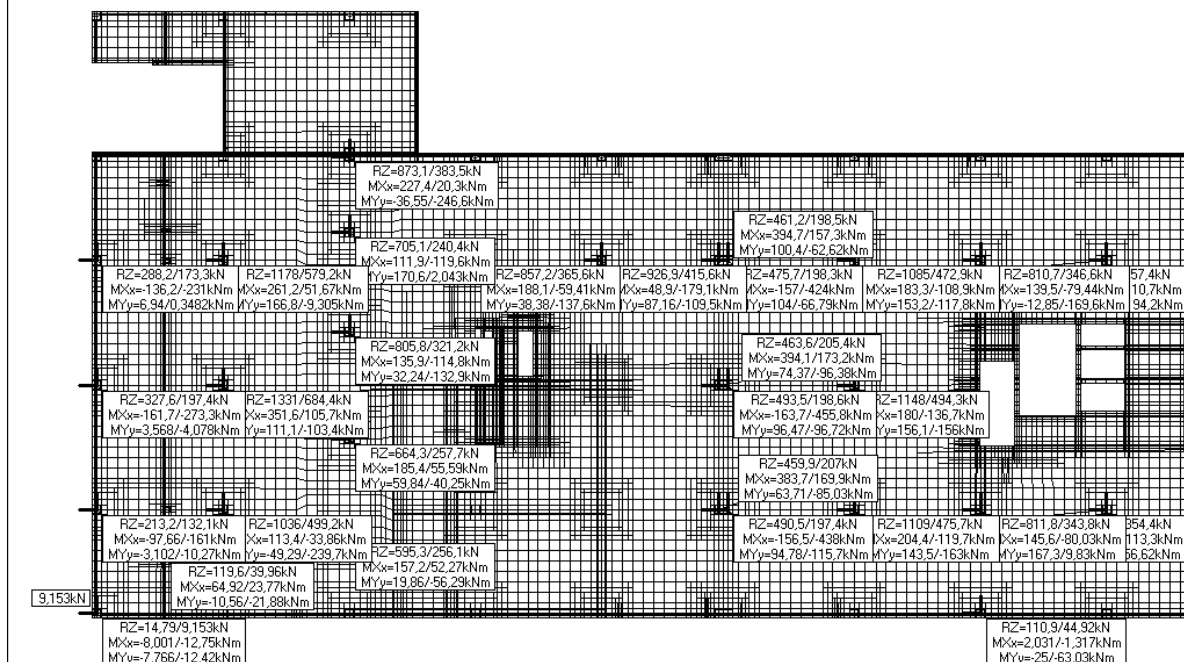 RZ=873,1/383,5kN
MXx=227,4/20,3kNm
MYy=-36,55/-246,6kNm
RZ=461,2/198,5kN
MXx=394,7/157,3kNm
MYy=100,4/-62,62kNm
RZ=705,1/240,4kN
MXx=111,9/-119,6kNm
MYy=170,6/2,043kNm
RZ=288,2/173,3kN
MXx=-136,2/-231kNm
MYy=6,94/0,3482kNm
RZ=1178/579,2kN
MXx=261,2/51,67kNm
MYy=166,8/-9,305kNm
RZ=857,2/365,6kN
MXx=188,1/-59,41kNm
MYy=38,38/-137,6kNm
RZ=926,9/415,6kN
48,9/-179,1kNm
MYy=87,16/-109,5kNm
RZ=475,7/198,3kN
MXx=-157/-424kNm
MYy=104/-66,79kNm
RZ=1085/472,9kN
MXx=183,3/-108,9kNm
MYy=153,2/-117,8kNm
RZ=810,7/346,6kN
MXx=139,5/-79,44kNm
MYy=-12,85/-169,6kNm
57,4kN
10,7kNm
94,2kNm
RZ=805,8/321,2kN
MXx=135,9/-114,8kNm
MYy=32,24/-132,9kNm
RZ=463,6/205,4kN
MXx=394,1/173,2kNm
MYy=74,37/-96,38kNm
RZ=327,6/197,4kN
MXx=-161,7/-273,3kNm
MYy=3,568/-4,078kNm
RZ=1331/684,4kN
MXx=351,6/105,7kNm
MYy=111,1/-103,4kNm
RZ=493,5/198,6kN
MXx=-163,7/-455,8kNm
MYy=96,47/-96,72kNm
RZ=1148/494,3kN
MXx=180/-136,7kNm
MYy=156,1/-156kNm
RZ=664,3/257,7kN
MXx=185,4/55,59kNm
MYy=59,84/-40,25kNm
RZ=459,9/207kN
MXx=383,7/169,9kNm
MYy=63,71/-85,03kNm
RZ=213,2/132,1kN
MXx=-97,66/-161kNm
MYy=-3,102/-10,27kNm
RZ=1036/499,2kN
Xx=113,4/-33,86kNm
Yy=-49,29/-239,7kNm
RZ=595,3/256,1kN
MXx=157,2/52,27kNm
MYy=19,86/-56,29kNm
RZ=490,5/197,4kN
MXx=-156,5/-438kNm
MYy=94,78/-115,7kNm
RZ=1109/475,7kN
MXx=204,4/-119,7kNm
MYy=143,5/-163kNm
RZ=811,8/343,8kN
MXx=145,6/-80,03kNm
MYy=167,3/9,83kNm
354,4kN
113,3kNm
56,62kNm
RZ=119,6/39,96kN
MXx=64,92/23,77kNm
MYy=-10,56/-21,88kNm
9,153kN
RZ=14,79/9,153kN
MXx=-8,001/-12,75kNm
MYy=-7,766/-12,42kNm
RZ=110,9/44,92kN
MXx=2,031/-1,317kNm
MYy=-25/-63,03kNm